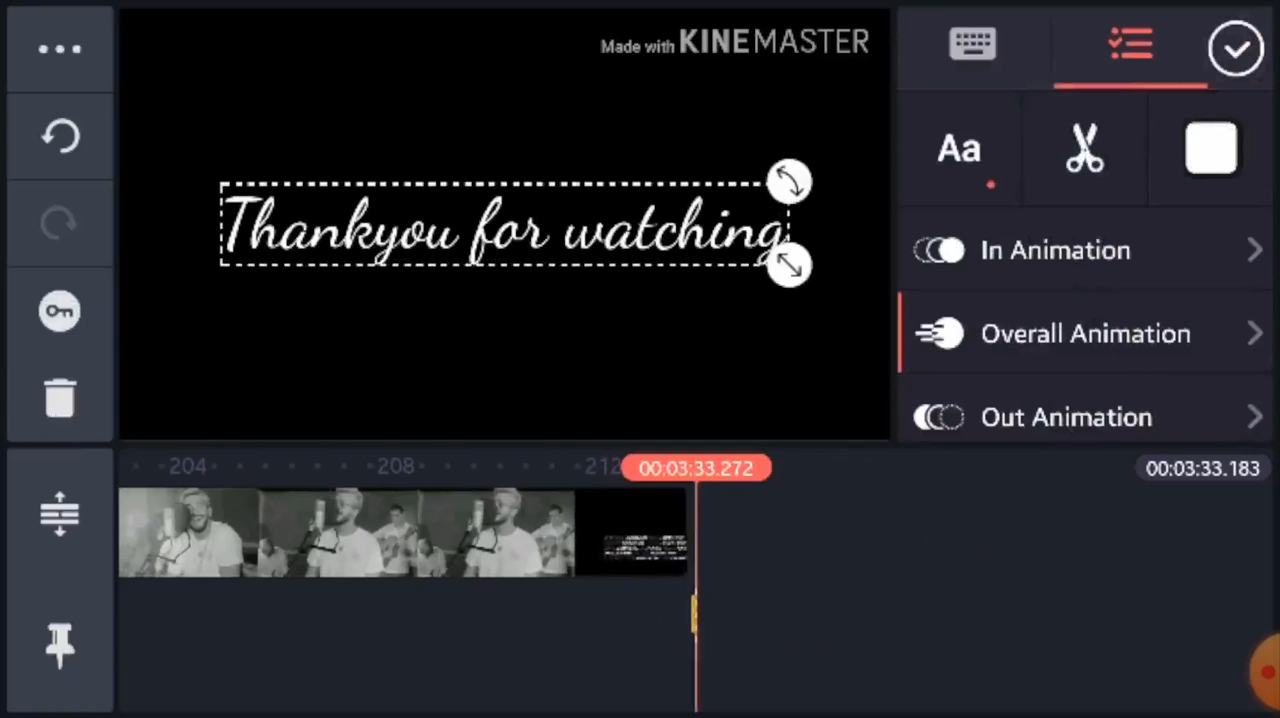 Made with KINEMASTER
Aa
Thankyou for watching
In Animation
Overall Animation
Out Animation
204
208
212
00:03:33.272
00:03:33.183